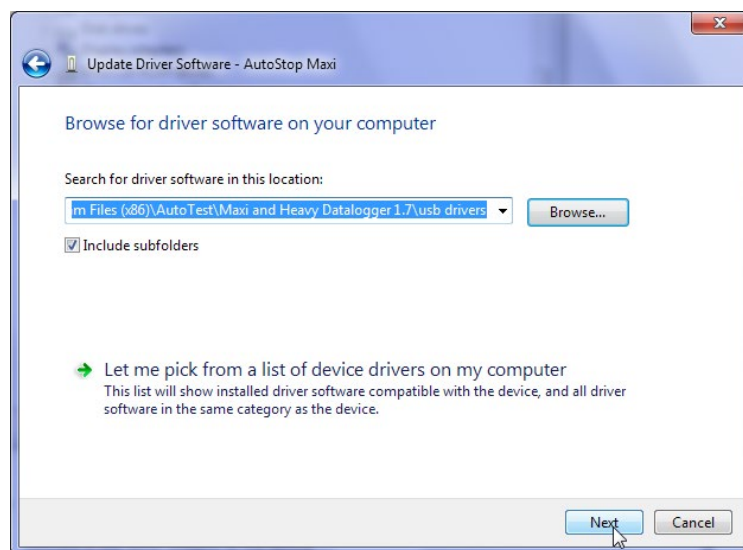 Update Driver Software - AutoStop Maxi
Browse for driver software on your computer
Search for driver software in this location:
m Files (x86)\AutoTest\Maxi and Heavy Datalogger 1.7\usb drivers
Browse...
Include subfolders
Let me pick from a list of device drivers on my computer
This list will show installed driver software compatible with the device, and all driver
software in the same category as the device.
Next
Cancel